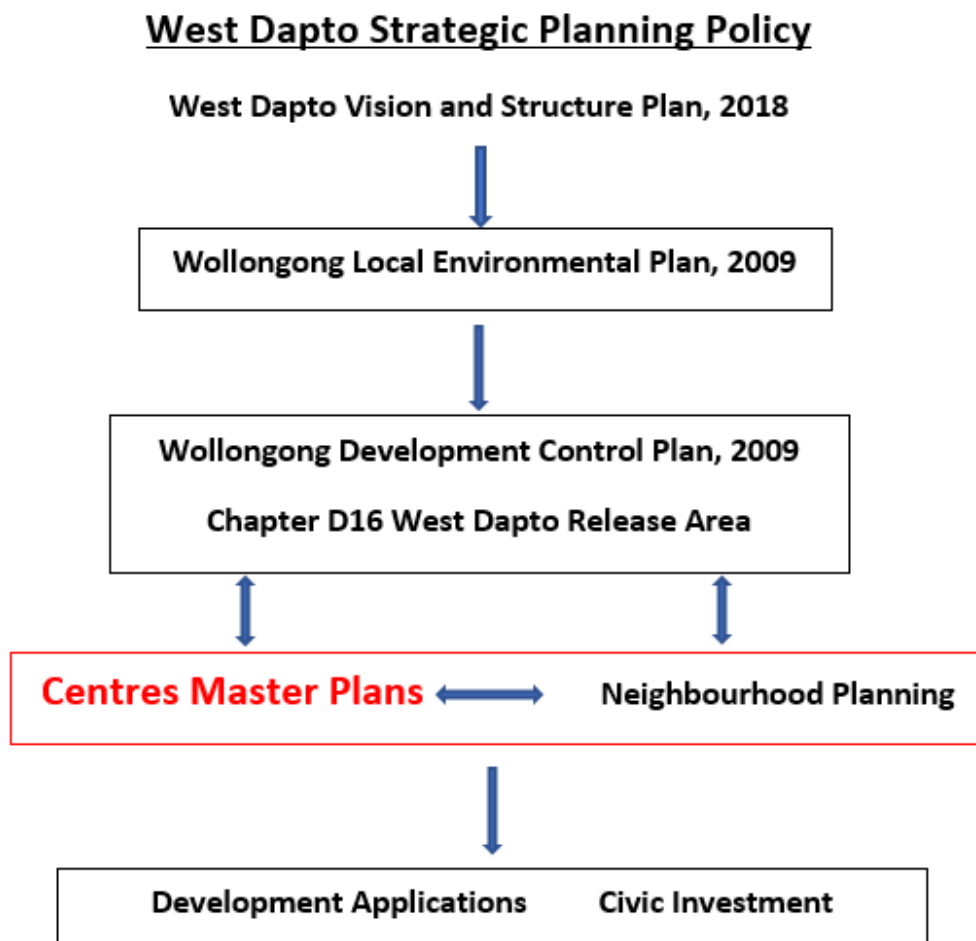 West Dapto Strategic Planning Policy
West Dapto Vision and Structure Plan, 2018
Wollongong Local Environmental Plan, 2009
Wollongong Development Control Plan, 2009
Chapter D16 West Dapto Release Area
Centres Master Plans
Neighbourhood Planning
Development Applications
Civic Investment